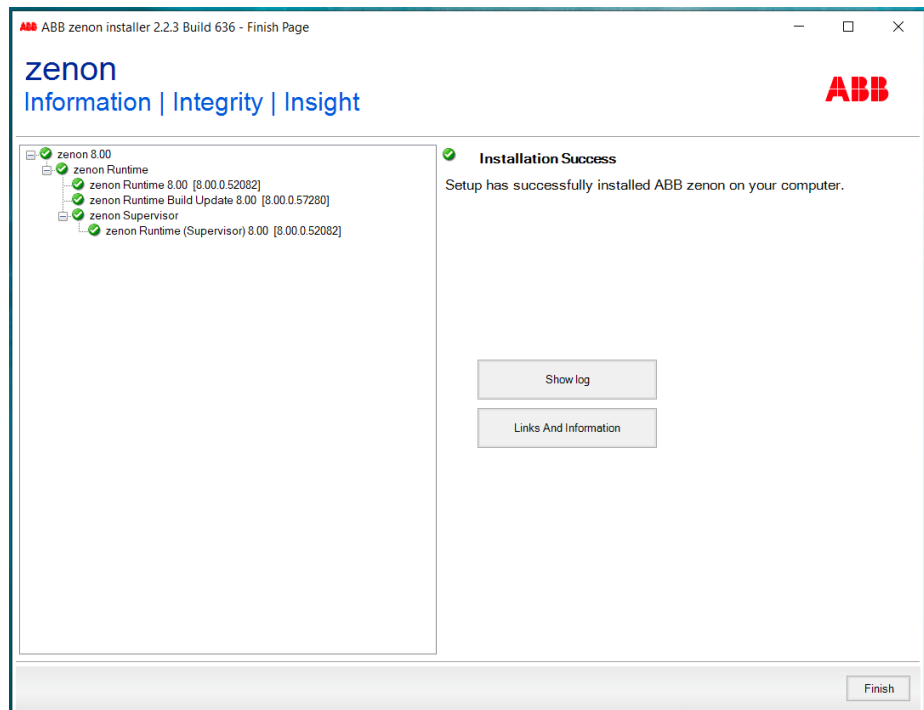 ABB ABB zenon installer 2.2.3 Build 636 - Finish Page
zenon
Information | Integrity | Insight
ABB
zenon 8.00
zenon Runtime
zenon Runtime 8.00 [8.00.0.52082]
zenon Runtime Build Update 8.00 [8.00.0.57280]
zenon Supervisor
zenon Runtime (Supervisor) 8.00 [8.00.0.52082]
Installation Success
Setup has successfully installed ABB zenon on your computer.
Show log
Links And Information
Finish